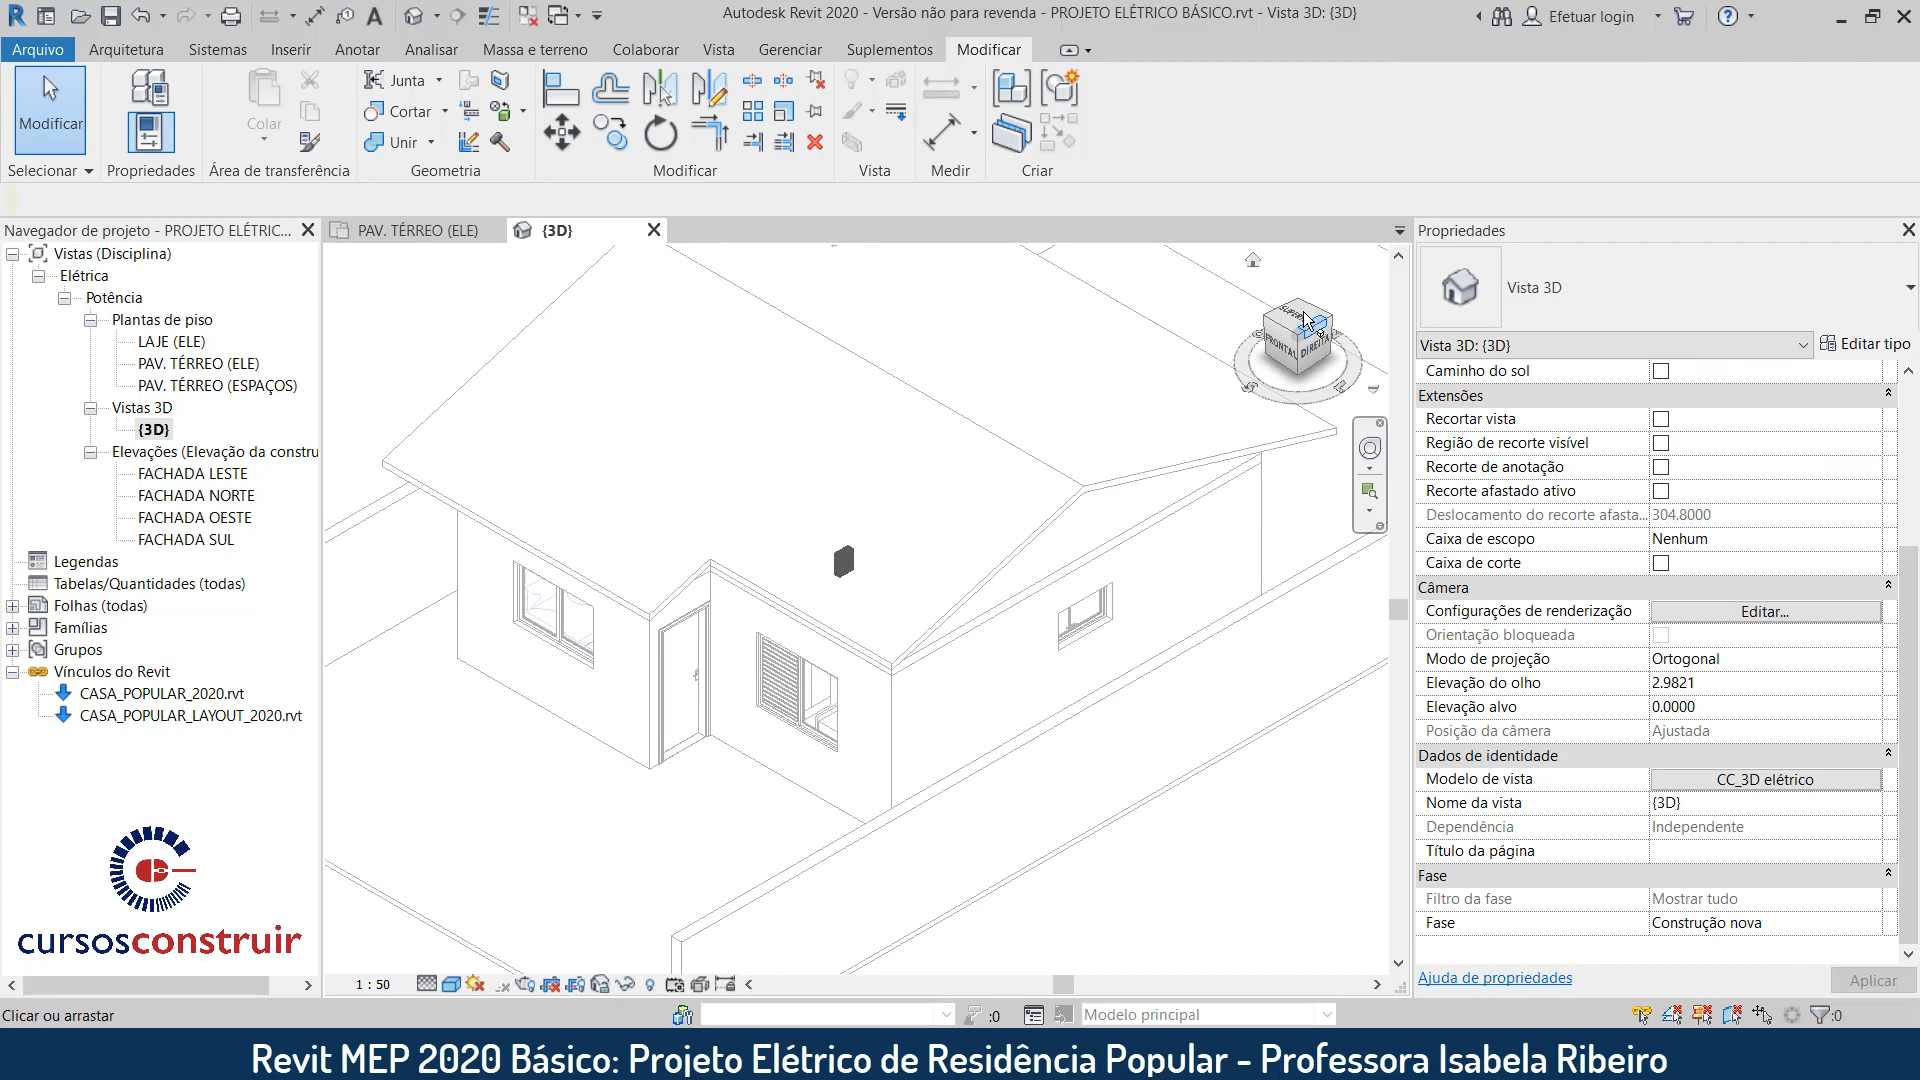 Autodesk Revit 2020 - Versão não para revenda - PROJETO ELÉTRICO BÁSICO.rvt - Vista 3D: {3D}
Efetuar login
Arquivo Arquitetura Sistemas Inserir Anotar Analisar Massa e terreno Colaborar Vista Gerenciar Suplementos Modificar
Modificar
Colar
Junta
Cortar
Unir
Selecionar Propriedades Área de transferência Geometria Modificar Vista Medir Criar
Navegador de projeto - PROJETO ELÉTRIC...
Vistas (Disciplina)
Elétrica
Potência
Plantas de piso
LAJE (ELE)
PAV. TÉRREO (ELE)
PAV. TÉRREO (ESPAÇOS)
Vistas 3D
{3D}
Elevações (Elevação da constru
FACHADA LESTE
FACHADA NORTE
FACHADA OESTE
FACHADA SUL
Legendas
Tabelas/Quantidades (todas)
Folhas (todas)
Famílias
Grupos
Vínculos do Revit
CASA_POPULAR_2020.rvt
CASA_POPULAR_LAYOUT_2020.rvt
cursosconstruir
PAV. TÉRREO (ELE)
{3D}
FRONTAL
DIREITA
1 : 50
Propriedades
Vista 3D
Vista 3D: {3D}
Editar tipo
Caminho do sol
Extensões
Recortar vista
Região de recorte visível
Recorte de anotação
Recorte afastado ativo
Deslocamento do recorte afasta... 304.8000
Caixa de escopo Nenhum
Caixa de corte
Câmera
Configurações de renderização Editar...
Orientação bloqueada
Modo de projeção Ortogonal
Elevação do olho 2.9821
Elevação alvo 0.0000
Posição da câmera Ajustada
Dados de identidade
Modelo de vista CC_3D elétrico
Nome da vista {3D}
Dependência Independente
Título da página
Fase
Filtro da fase Mostrar tudo
Fase Construção nova
Ajuda de propriedades
Aplicar
Clicar ou arrastar
:0
Modelo principal
:0
Revit MEP 2020 Básico: Projeto Elétrico de Residência Popular - Professora Isabela Ribeiro